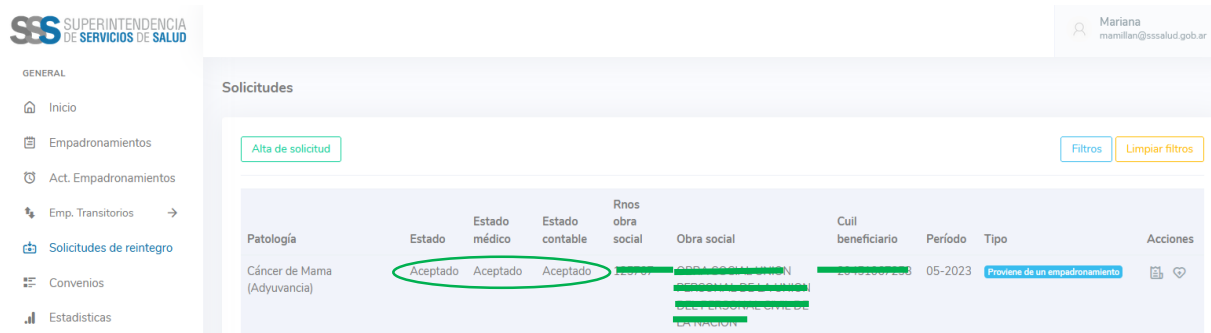 SSS SUPERINTENDENCIA
DE SERVICIOS DE SALUD
Mariana
mamillan@sssalud.gob.ar
GENERAL
Inicio
Empadronamientos
Act. Empadronamientos
Emp. Transitorios
Solicitudes de reintegro
Convenios
Estadisticas
Solicitudes
Alta de solicitud
Filtros
Limpiar filtros
Patología
Estado
Estado médico
Estado contable
Rnos obra social
Obra social
Cuil beneficiario
Período
Tipo
Acciones
Cáncer de Mama
(Adyuvancia)
Aceptado
Aceptado
Aceptado
05-2023
Proviene de un empadronamiento